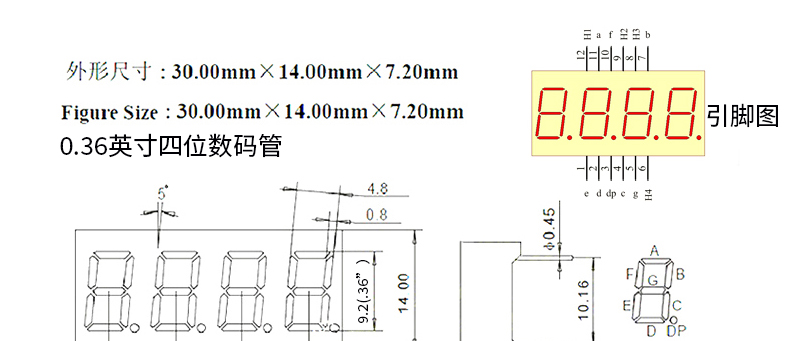 外形尺寸：30.00mm×14.00mm×7.20mm
Figure Size：30.00mm×14.00mm×7.20mm
0.36英寸四位数码管
H1 a f H2 H3 b
12 11 10 9 8 7
引脚图
1 2 3 4 5 6
e d dp c g H4
5°
4.8
0.8
9.2(.36")
14.00
ф0.45
10.16
A
F B
G
E C
D DP